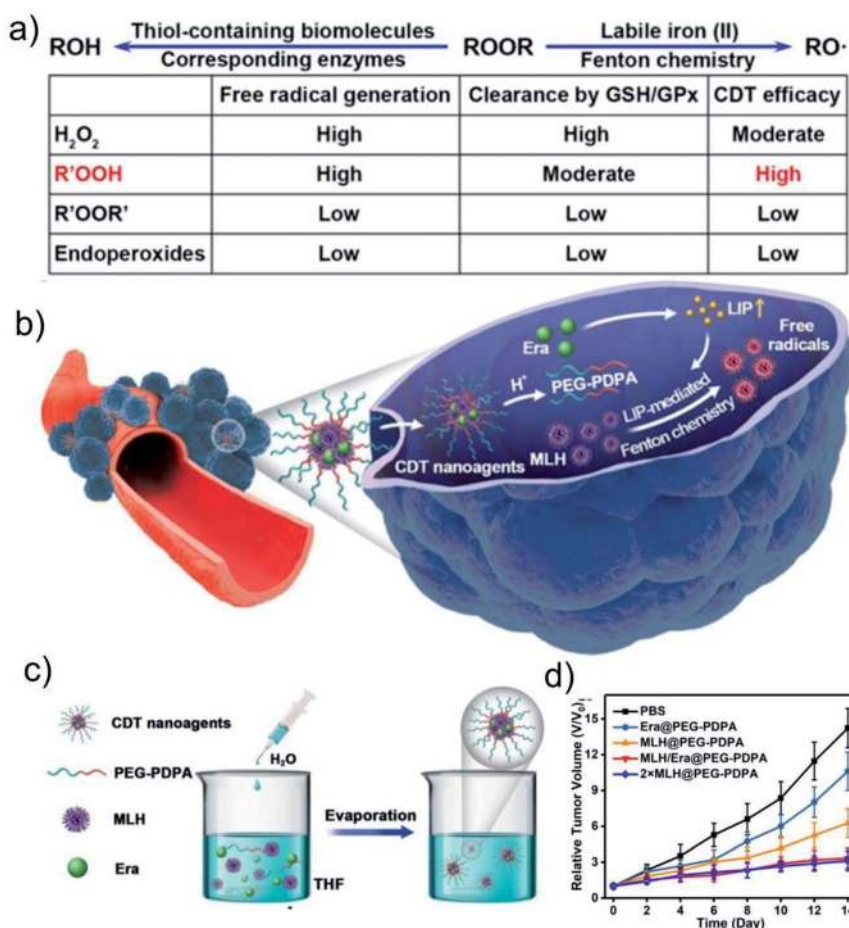 a)
ROH Thiol-containing biomolecules ROOR Labile iron (II) RO·
Corresponding enzymes Fenton chemistry
Free radical generation Clearance by GSH/GPx CDT efficacy
H₂O₂ High High Moderate
R'OOH High Moderate High
R'OOR' Low Low Low
Endoperoxides Low Low Low
b)
LIP ↑
Free
radicals
Era
H⁺
PEG-PDPA
LIP-mediated
Fenton chemistry
CDT nanoagents
MLH
c)
CDT nanoagents
PEG-PDPA
MLH
Era
H₂O
THF
Evaporation
d)
Relative Tumor Volume (V/V₀)
15
12
9
6
3
0
PBS
Era@PEG-PDPA
MLH@PEG-PDPA
MLH/Era@PEG-PDPA
2×MLH@PEG-PDPA
0 2 4 6 8 10 12 14
Time (Day)